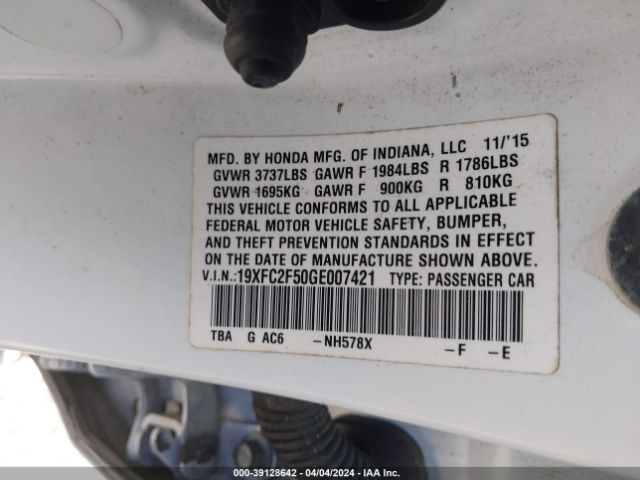 MFD. BY HONDA MFG. OF INDIANA, LLC 11/'15
GVWR 3737LBS GAWR F 1984LBS R 1786LBS
GVWR 1695KG GAWR F 900KG R 810KG
THIS VEHICLE CONFORMS TO ALL APPLICABLE
FEDERAL MOTOR VEHICLE SAFETY, BUMPER,
AND THEFT PREVENTION STANDARDS IN EFFECT
ON THE DATE OF MANUFACTURE SHOWN ABOVE.
V.I.N.:19XFC2F50GE007421 TYPE: PASSENGER CAR
TBA G AC6 -NH578X -F -E
000-39128642 - 04/04/2024 - IAA Inc.